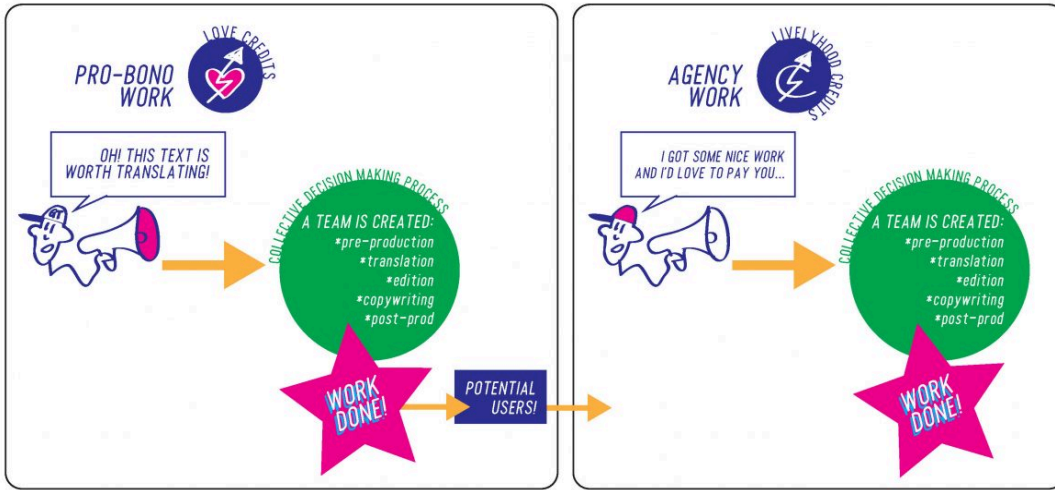 LOVE CREDITS
PRO-BONO
WORK
OH! THIS TEXT IS
WORTH TRANSLATING!
COLLECTIVE DECISION MAKING PROCESS
A TEAM IS CREATED:
*pre-production
*translation
*edition
*copywriting
*post-prod
WORK
DONE!
POTENTIAL
USERS!
LIVELYHOOD CREDITS
AGENCY
WORK
I GOT SOME NICE WORK
AND I'D LOVE TO PAY YOU...
COLLECTIVE DECISION MAKING PROCESS
A TEAM IS CREATED:
*pre-production
*translation
*edition
*copywriting
*post-prod
WORK
DONE!